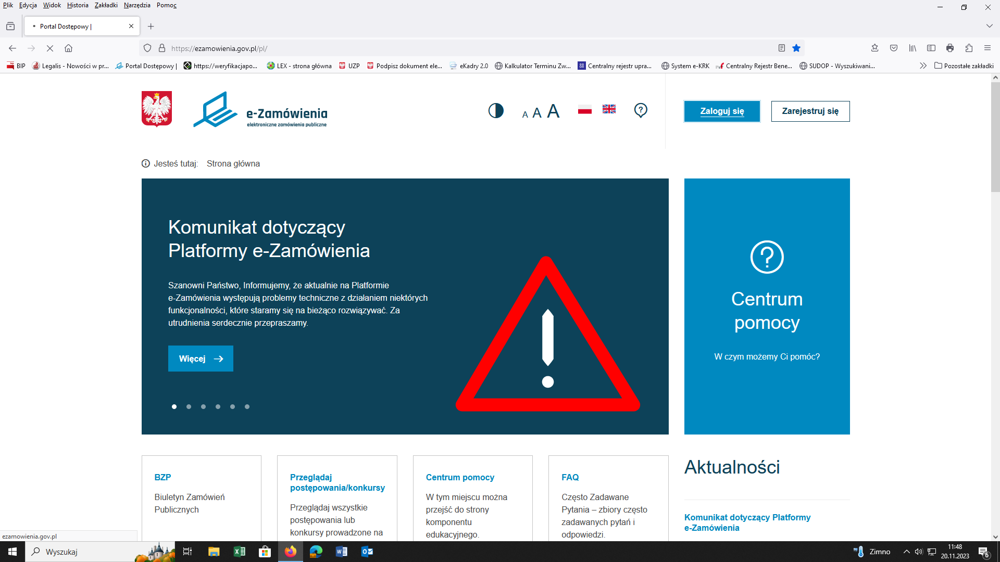 Plik Edycja Widok Historia Zakładki Narzędzia Pomoc
Portal Dostępowy |
https://ezamowienia.gov.pl/pl/
BIP Legalis - Nowości w pr... Portal Dostępowy | https://weryfikacjapo... LEX - strona główna UZP Podpisz dokument ele... eKadry 2.0 Kalkulator Terminu Zw... Centralny rejestr upra... System e-KRK Centralny Rejestr Bene... SUDOP - Wyszukiwani... Pozostałe zakładki
e-Zamówienia
elektroniczne zamówienia publiczne
A A A
Zaloguj się
Zarejestruj się
Jesteś tutaj: Strona główna
Komunikat dotyczący
Platformy e-Zamówienia
Szanowni Państwo, Informujemy, że aktualnie na Platformie
e-Zamówienia występują problemy techniczne z działaniem niektórych
funkcjonalności, które staramy się na bieżąco rozwiązywać. Za
utrudnienia serdecznie przepraszamy.
Więcej
Centrum
pomocy
W czym możemy Ci pomóc?
BZP
Biuletyn Zamówień
Publicznych
Przeglądaj
postępowania/konkursy
Przeglądaj wszystkie
postępowania lub
konkursy prowadzone na
Centrum pomocy
W tym miejscu można
przejść do strony
komponentu
edukacyjnego.
FAQ
Często Zadawane
Pytania – zbiory często
zadawanych pytań i
odpowiedzi.
Aktualności
Komunikat dotyczący Platformy
e-Zamówienia
ezamowienia.gov.pl
Wyszukaj
Zimno
11:48
20.11.2023
6